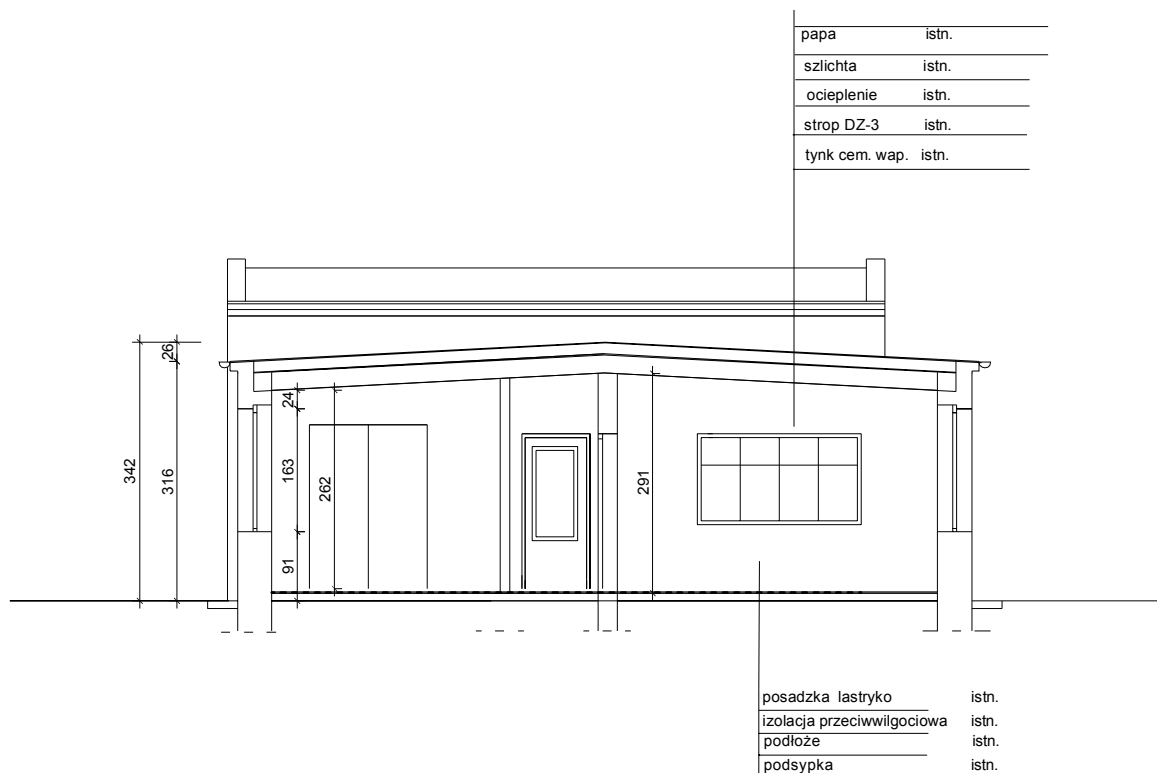 papa istn.
szlichta istn.
ocieplenie istn.
strop DZ-3 istn.
tynk cem. wap. istn.
342
26
316
24
163
91
262
291
posadzka lastryko istn.
izolacja przeciwwilgociowa istn.
podłoże istn.
podsypka istn.